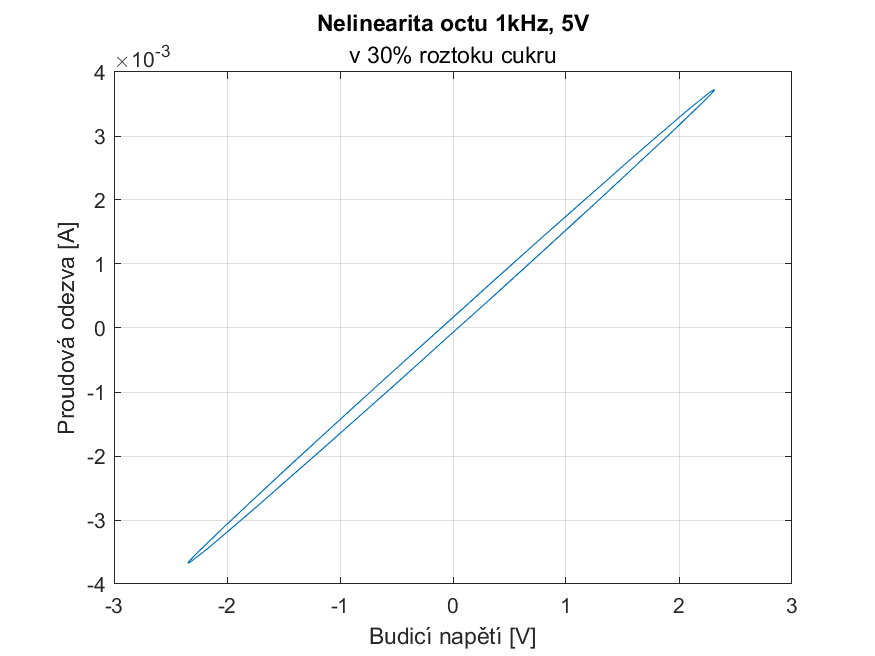 Nelinearita octu 1kHz, 5V
v 30% roztoku cukru
×10-3
4
3
2
1
0
-1
-2
-3
-4
-3 -2 -1 0 1 2 3
Proudová odezva [A]
Budicí napětí [V]